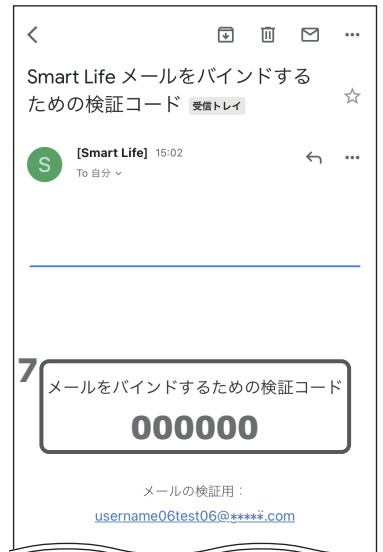 Smart Life メールをバインドする
ための検証コード 受信トレイ
S
[Smart Life] 15:02
To 自分
7
メールをバインドするための検証コード
000000
メールの検証用：
username06test06@*****.com